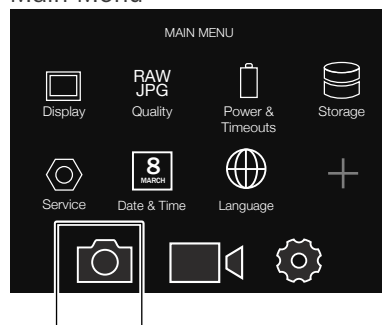 Main Menu
MAIN MENU
RAW
JPG
Display
Quality
Power &
Timeouts
Storage
8
MARCH
Service
Date & Time
Language